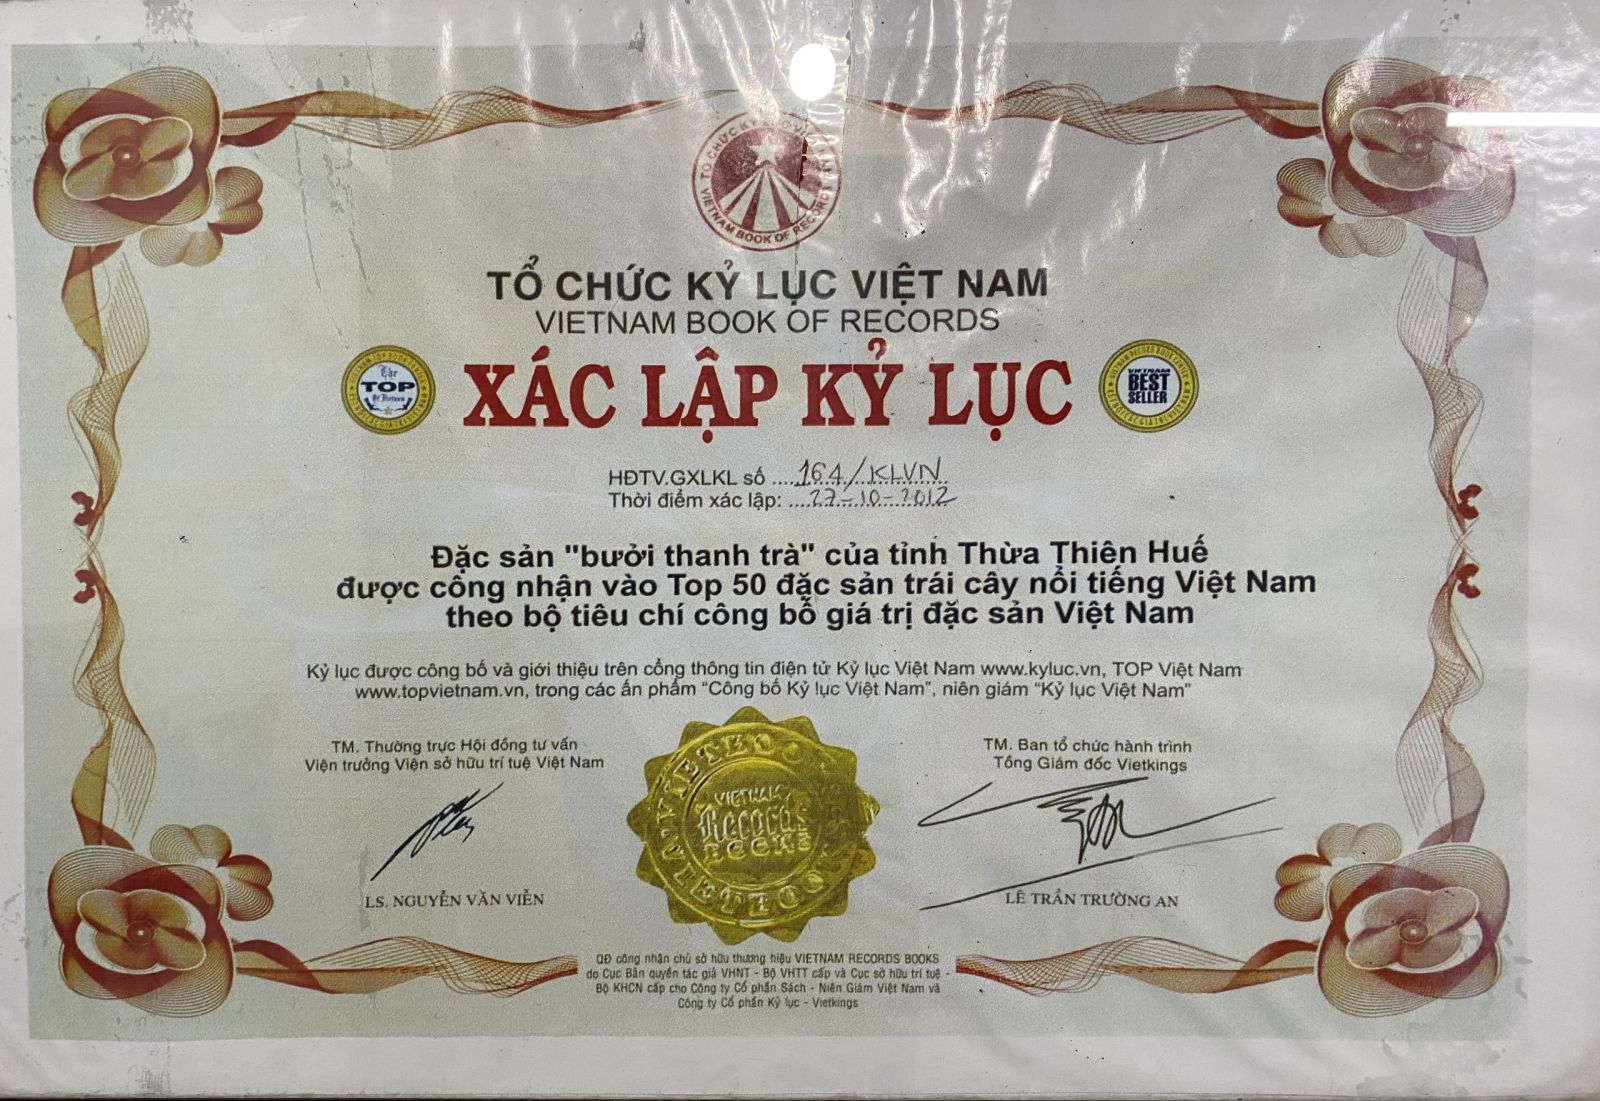 VIETNAM BOOK OF RECORDS
TỔ CHỨC KỶ LỤC VIỆT NAM
VIETNAM BOOK OF RECORDS
The
TOP
Of Vietnam
XÁC LẬP KỶ LỤC
VIETNAM
BEST
SELLER
HĐTV.GXLKL số ....164/KLVN
Thời điểm xác lập: ....27-10-2012
Đặc sản "bưởi thanh trà" của tỉnh Thừa Thiên Huế
được công nhận vào Top 50 đặc sản trái cây nổi tiếng Việt Nam
theo bộ tiêu chí công bố giá trị đặc sản Việt Nam
Kỷ lục được công bố và giới thiệu trên cổng thông tin điện tử Kỷ lục Việt Nam www.kyluc.vn, TOP Việt Nam
www.topvietnam.vn, trong các ấn phẩm “Công bố Kỷ lục Việt Nam”, niên giám “Kỷ lục Việt Nam”
TM. Thường trực Hội đồng tư vấn
Viện trưởng Viện sở hữu trí tuệ Việt Nam
TM. Ban tổ chức hành trình
Tổng Giám đốc Vietkings
VIETBOOK
VIETNAM
Records
BOOK
VIETBOOK
LS. NGUYỄN VĂN VIỄN
LÊ TRẦN TRƯỜNG AN
QĐ công nhận chủ sở hữu thương hiệu VIETNAM RECORDS BOOKS
do Cục Bản quyền tác giả VHNT - Bộ VHTT cấp và Cục sở hữu trí tuệ -
Bộ KHCN cấp cho Công ty Cổ phần Sách - Niên Giám Việt Nam và
Công ty Cổ phần Kỷ lục - Vietkings